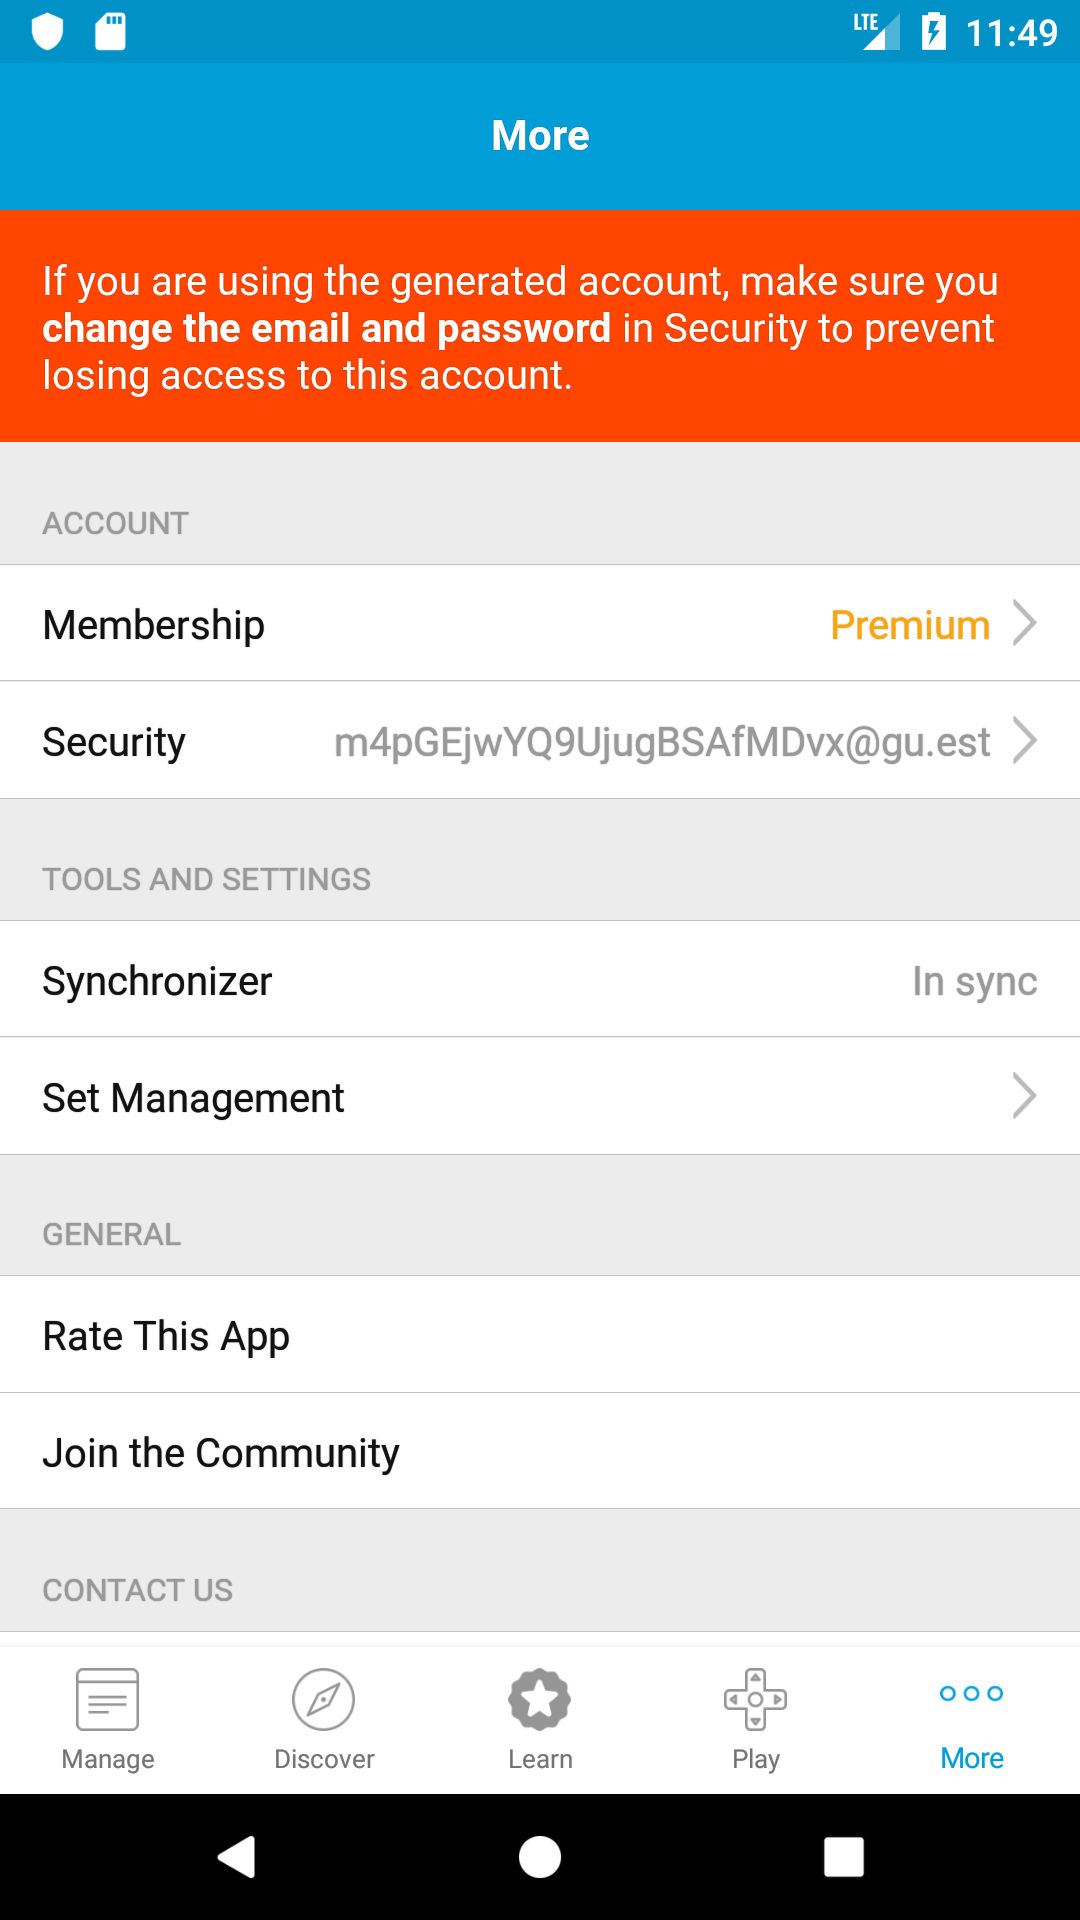 LTE 11:49
More
If you are using the generated account, make sure you
change the email and password in Security to prevent
losing access to this account.
ACCOUNT
Membership Premium
Security m4pGEjwYQ9UjugBSAfMDvx@gu.est
TOOLS AND SETTINGS
Synchronizer In sync
Set Management
GENERAL
Rate This App
Join the Community
CONTACT US
Manage Discover Learn Play More